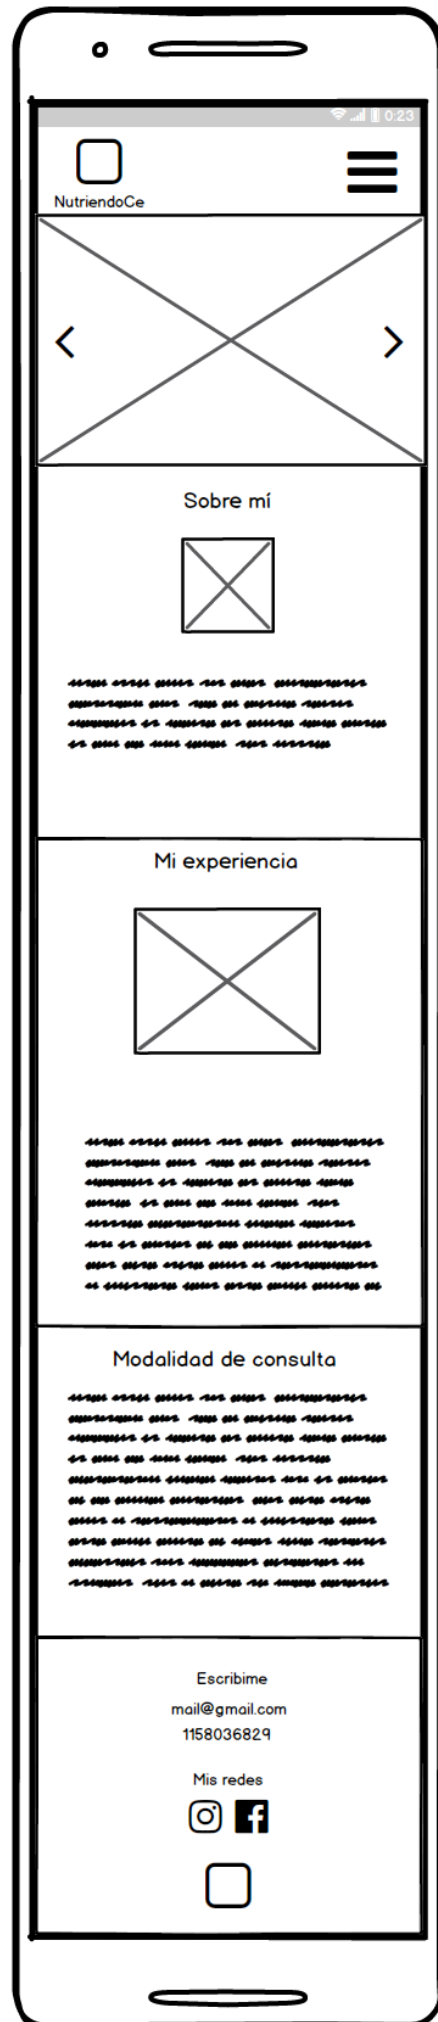 0:23
NutriendoCe
Sobre mí
Mi experiencia
Modalidad de consulta
Escribime
mail@gmail.com
1158036829
Mis redes